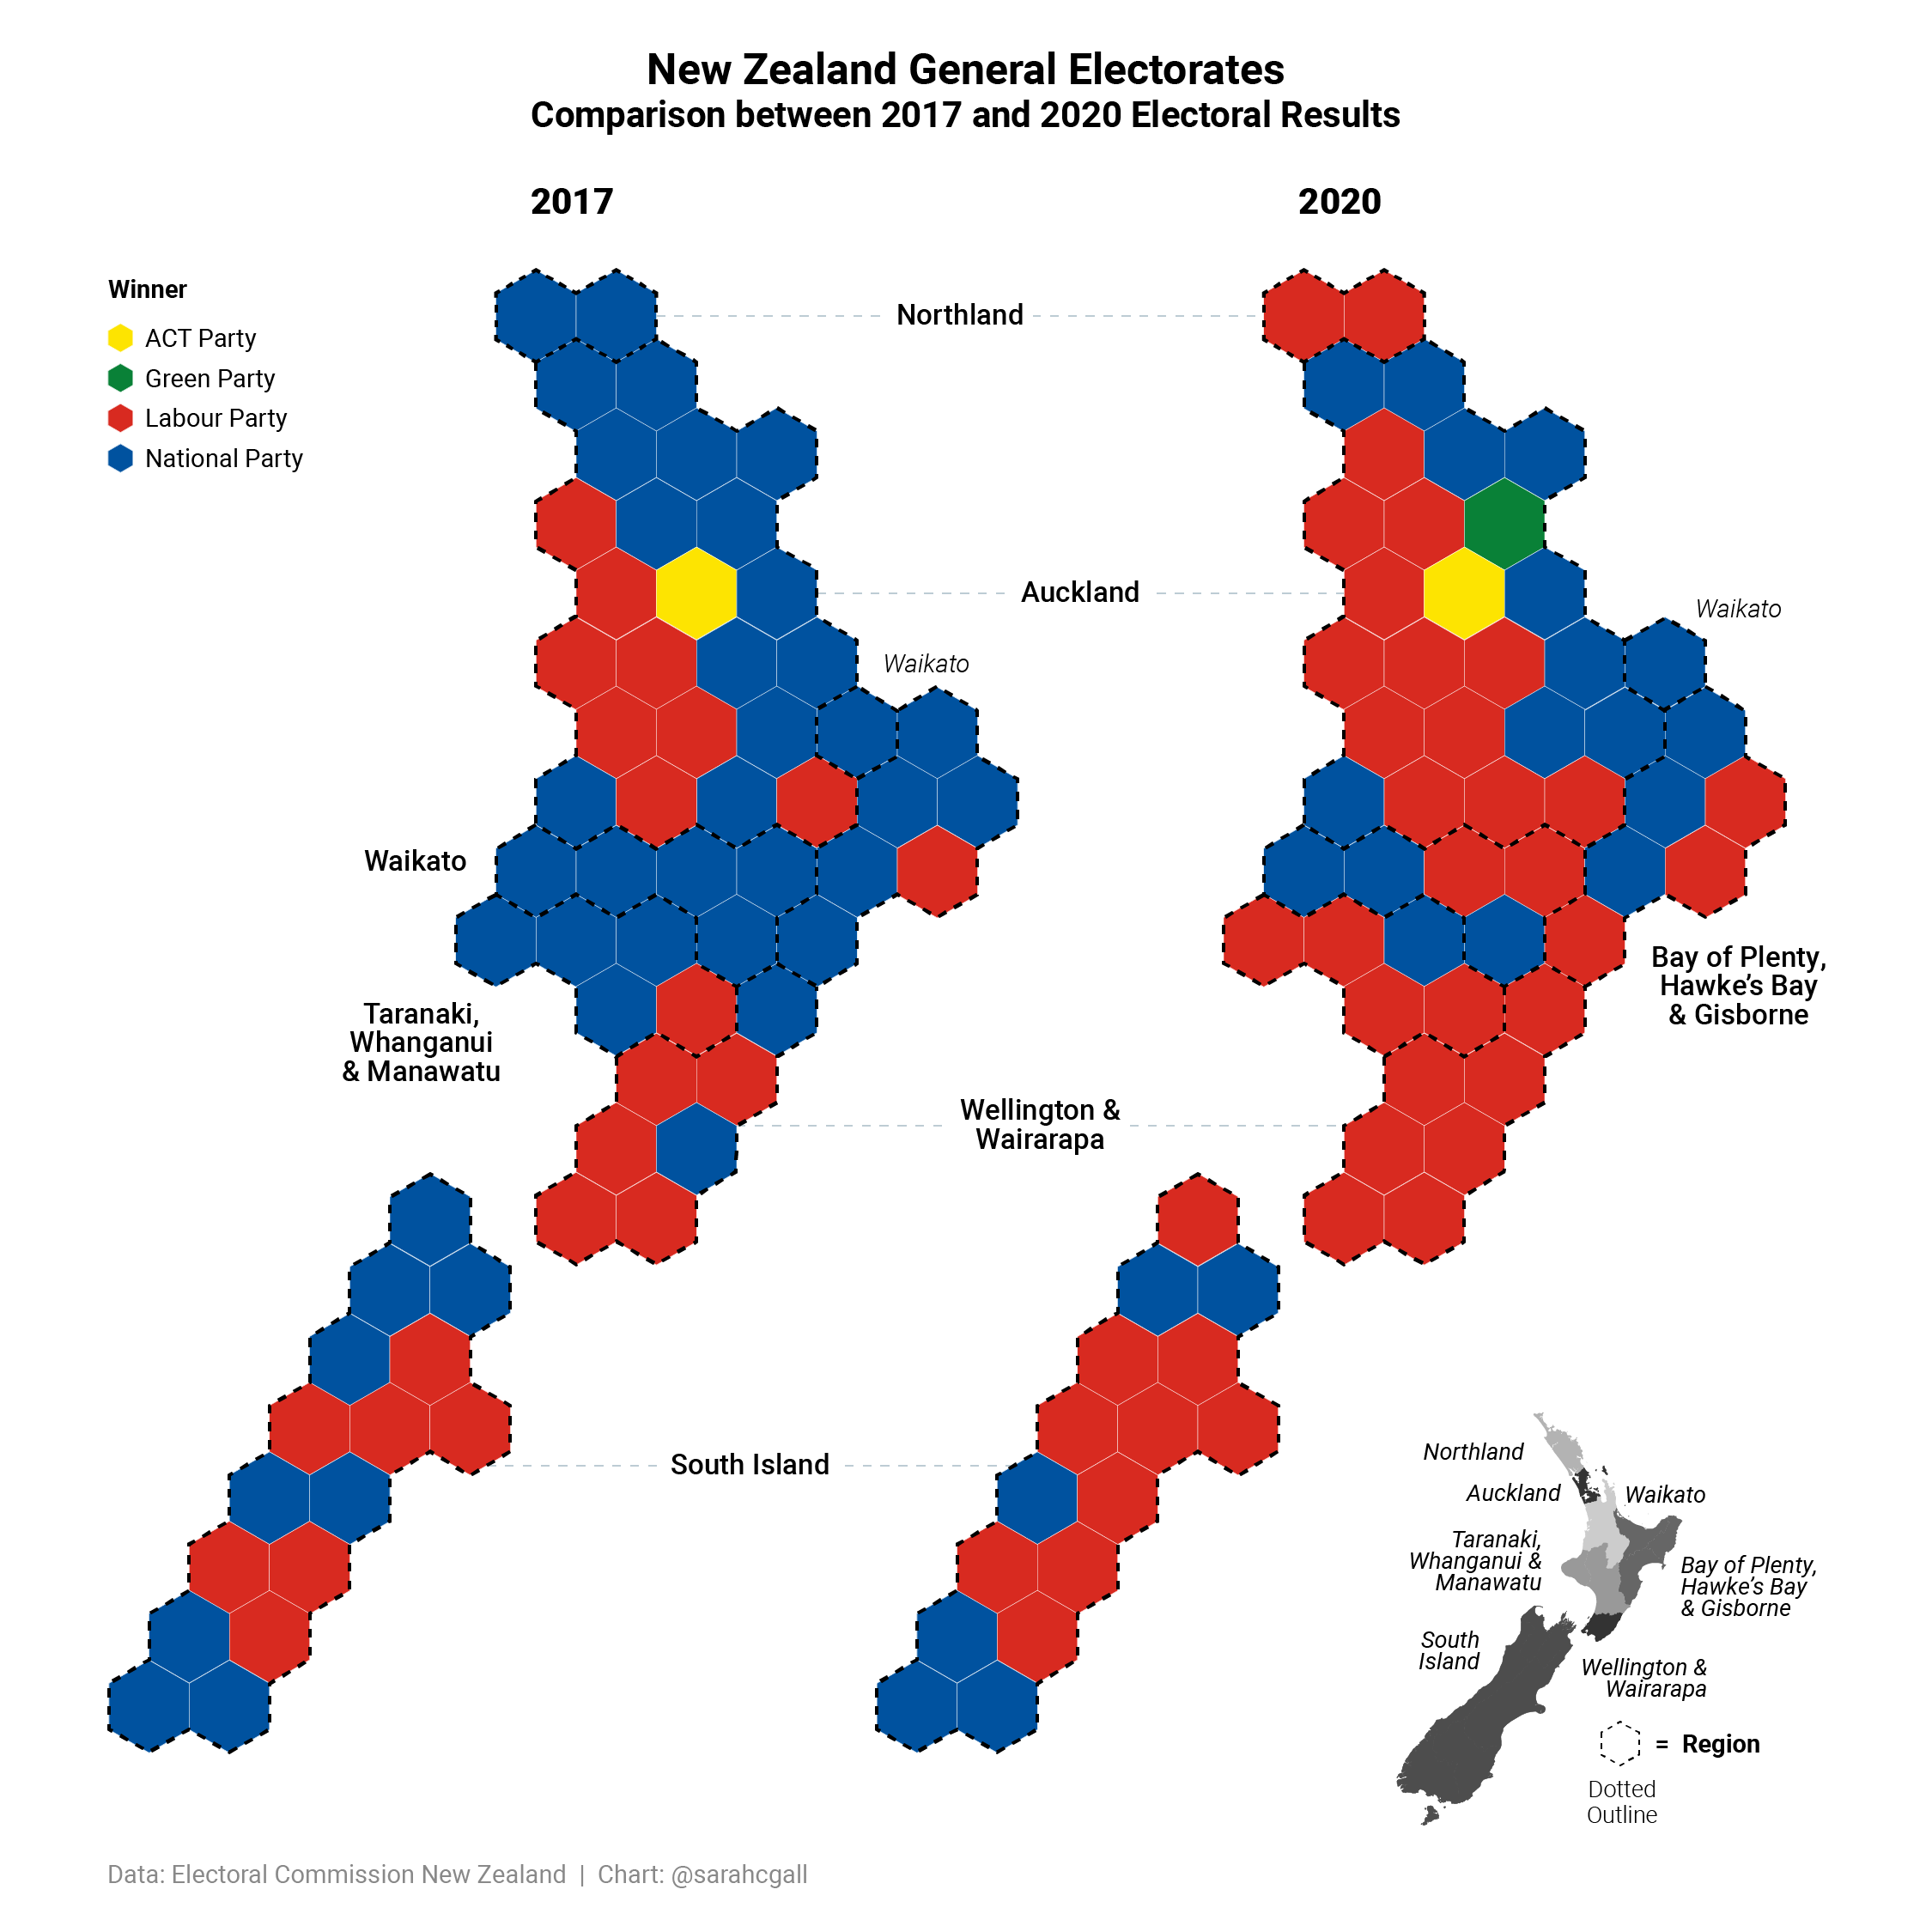 New Zealand General Electorates
Comparison between 2017 and 2020 Electoral Results
2017
2020
Winner
ACT Party
Green Party
Labour Party
National Party
Northland
Auckland
Waikato
Waikato
Waikato
Taranaki,
Whanganui
& Manawatu
Bay of Plenty,
Hawke’s Bay
& Gisborne
Wellington &
Wairarapa
South Island
Northland
Auckland
Waikato
Taranaki,
Whanganui &
Manawatu
Bay of Plenty,
Hawke’s Bay
& Gisborne
South
Island
Wellington &
Wairarapa
= Region
Dotted
Outline
Data: Electoral Commission New Zealand | Chart: @sarahcgall